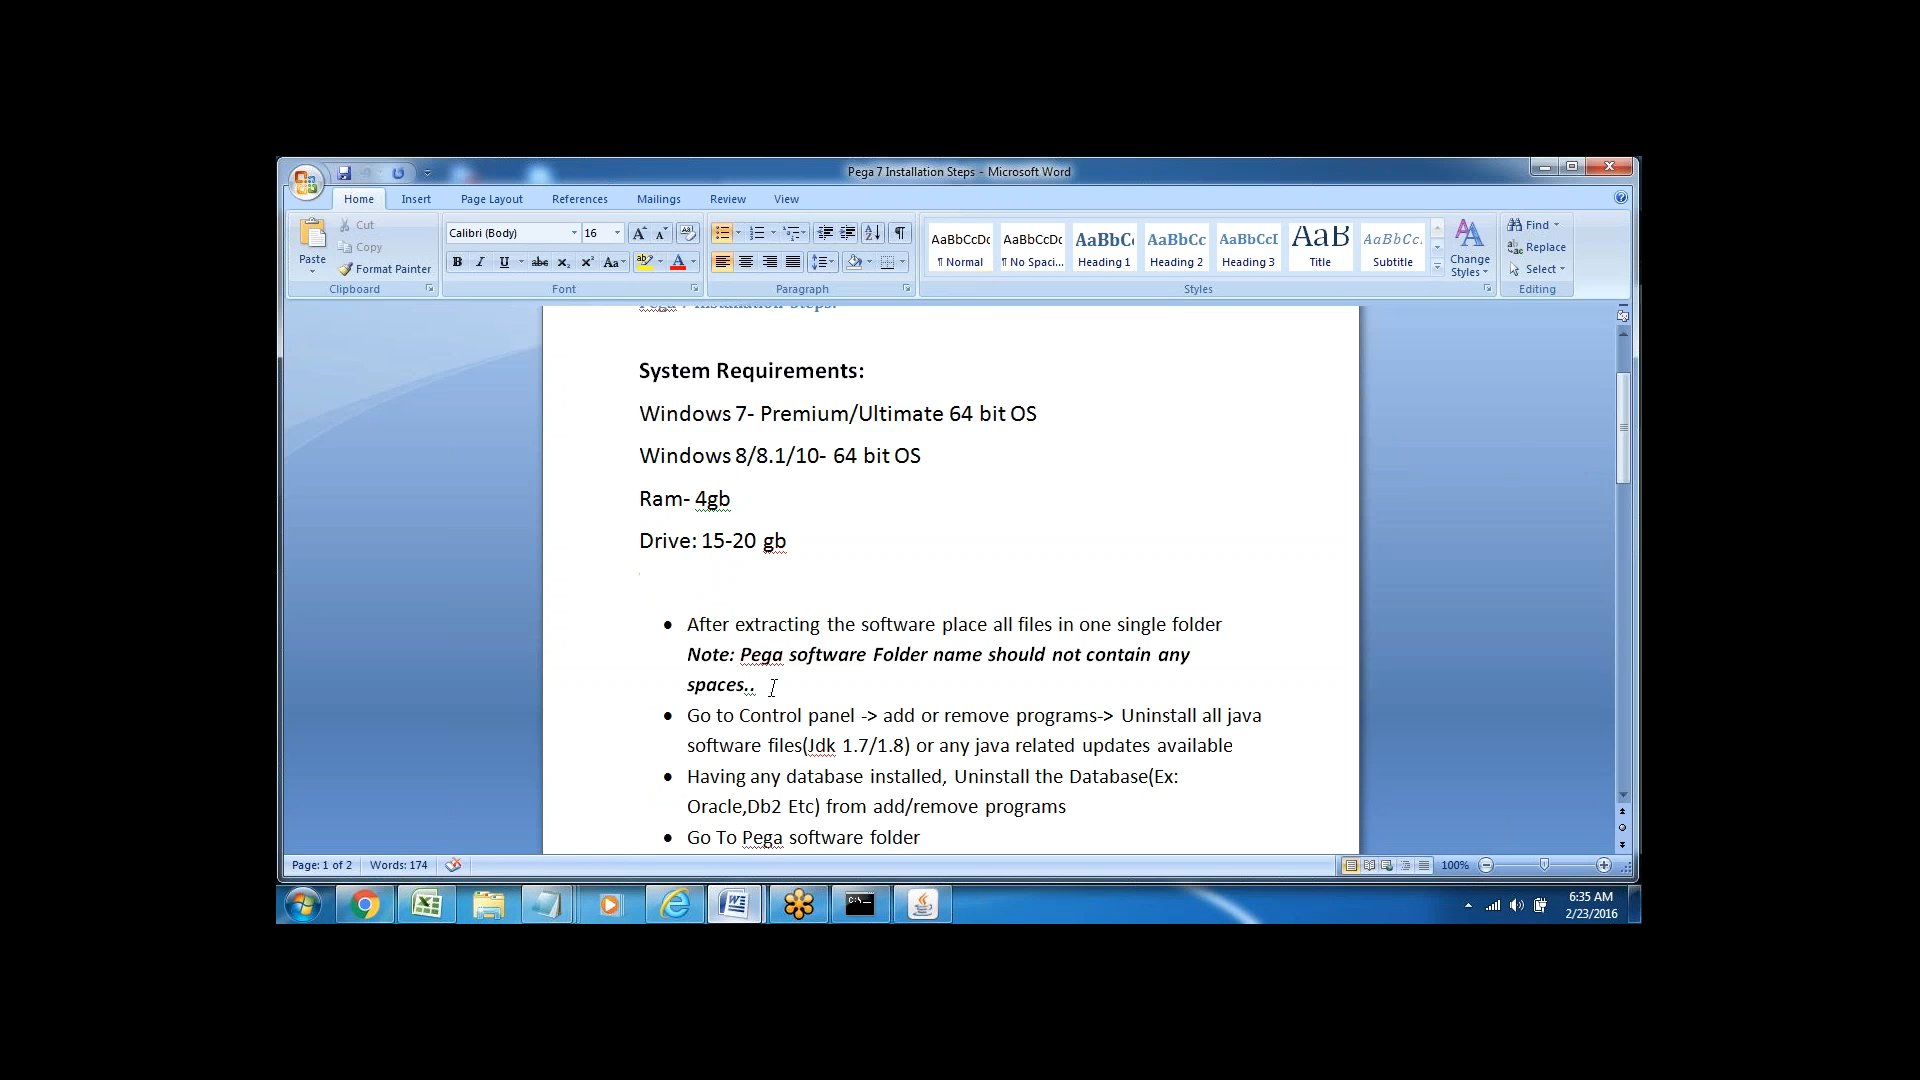 Pega 7 Installation Steps - Microsoft Word
Home Insert Page Layout References Mailings Review View
Paste
Cut
Copy
Format Painter
Clipboard
Calibri (Body) 16
Font
Paragraph
AaBbCcDc AaBbCcDc AaBbC AaBbCc AaBbCcI AaB AaBbCc.
¶ Normal ¶ No Spaci... Heading 1 Heading 2 Heading 3 Title Subtitle
Change
Styles
Styles
Find
Replace
Select
Editing
Pega 7 Installation Steps:
System Requirements:
Windows 7- Premium/Ultimate 64 bit OS
Windows 8/8.1/10- 64 bit OS
Ram- 4gb
Drive: 15-20 gb
• After extracting the software place all files in one single folder
Note: Pega software Folder name should not contain any
spaces..
• Go to Control panel -> add or remove programs-> Uninstall all java
software files(Jdk 1.7/1.8) or any java related updates available
• Having any database installed, Uninstall the Database(Ex:
Oracle,Db2 Etc) from add/remove programs
• Go To Pega software folder
Page: 1 of 2 Words: 174 100%
6:35 AM
2/23/2016